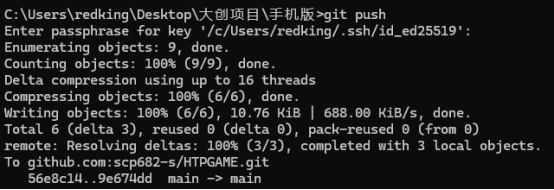 C:\Users\redking\Desktop\大创项目\手机版>git push
Enter passphrase for key '/c/Users/redking/.ssh/id_ed25519':
Enumerating objects: 9, done.
Counting objects: 100% (9/9), done.
Delta compression using up to 16 threads
Compressing objects: 100% (6/6), done.
Writing objects: 100% (6/6), 10.76 KiB | 688.00 KiB/s, done.
Total 6 (delta 3), reused 0 (delta 0), pack-reused 0 (from 0)
remote: Resolving deltas: 100% (3/3), completed with 3 local objects.
To github.com:scp682-s/HTPGAME.git
   56e8c14..9e674dd  main -> main